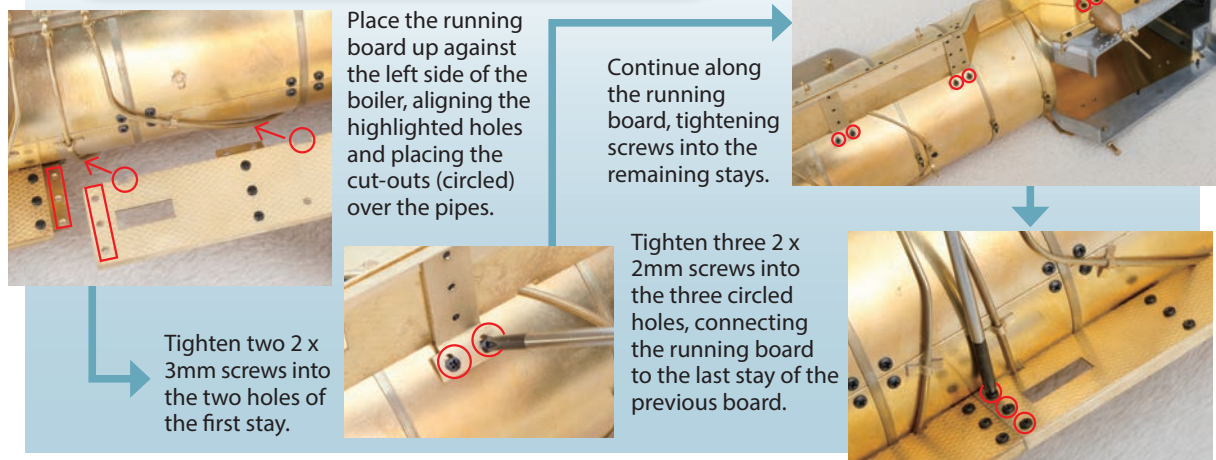 Place the running
board up against
the left side of the
boiler, aligning the
highlighted holes
and placing the
cut-outs (circled)
over the pipes.
Tighten two 2 x
3mm screws into
the two holes of
the first stay.
Continue along
the running
board, tightening
screws into the
remaining stays.
Tighten three 2 x
2mm screws into
the three circled
holes, connecting
the running board
to the last stay of the
previous board.